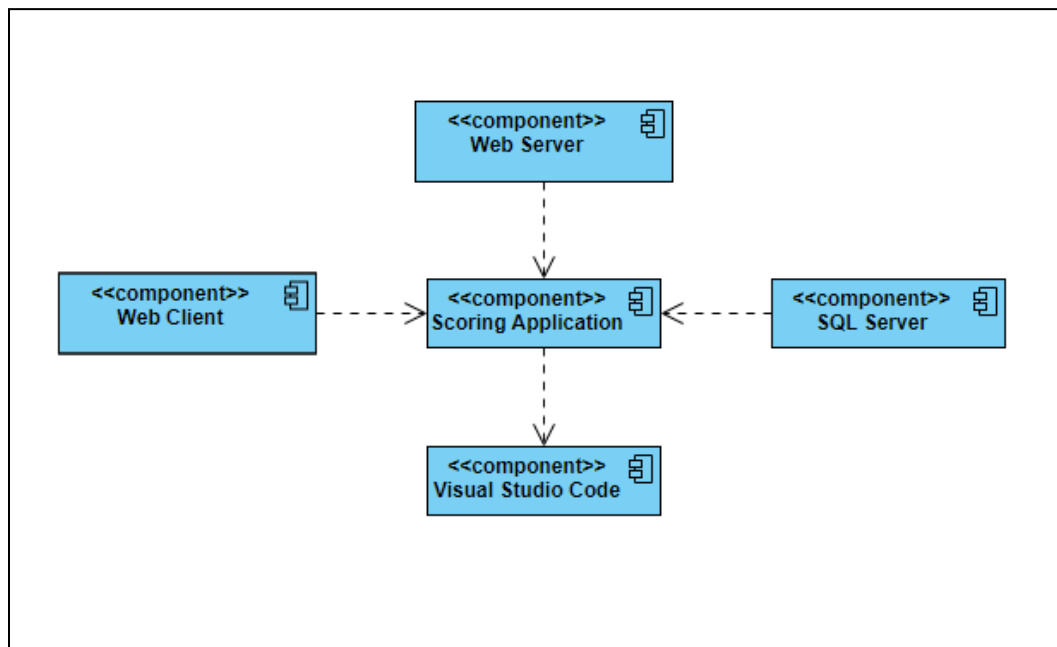 <<component>>
Web Server
<<component>>
Web Client
<<component>>
Scoring Application
<<component>>
SQL Server
<<component>>
Visual Studio Code